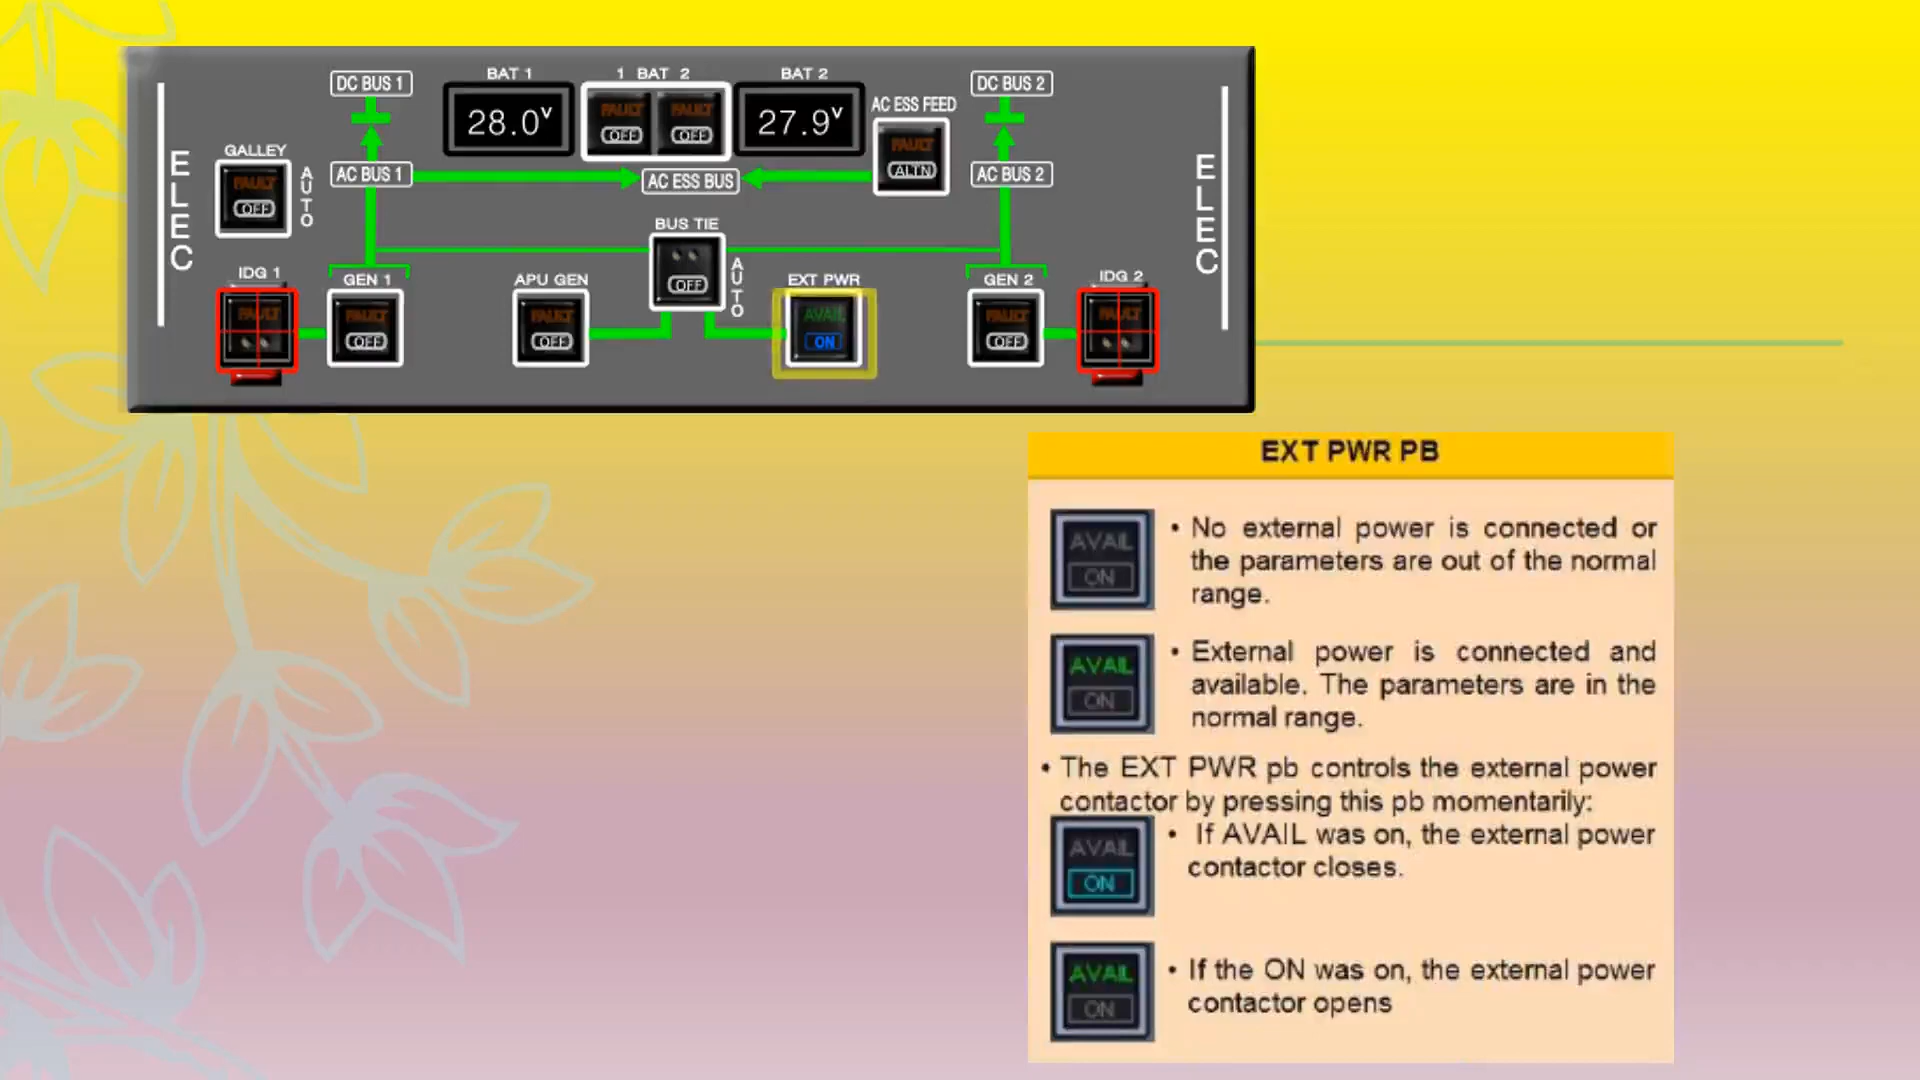 BAT 1
1 BAT 2
BAT 2
DC BUS 1
DC BUS 2
28.0V
FAULT
OFF
FAULT
OFF
27.9V
AC ESS FEED
FAULT
ALTN
GALLEY
FAULT
OFF
AUTO
ELEC
AC BUS 1
AC ESS BUS
AC BUS 2
ELEC
BUS TIE
OFF
AUTO
IDG 1
FAULT
GEN 1
FAULT
OFF
APU GEN
FAULT
OFF
EXT PWR
AVAIL
ON
GEN 2
FAULT
OFF
IDG 2
FAULT
EXT PWR PB
AVAIL
ON
• No external power is connected or
the parameters are out of the normal
range.
AVAIL
ON
• External power is connected and
available. The parameters are in the
normal range.
• The EXT PWR pb controls the external power
contactor by pressing this pb momentarily:
AVAIL
ON
• If AVAIL was on, the external power
contactor closes.
AVAIL
ON
• If the ON was on, the external power
contactor opens